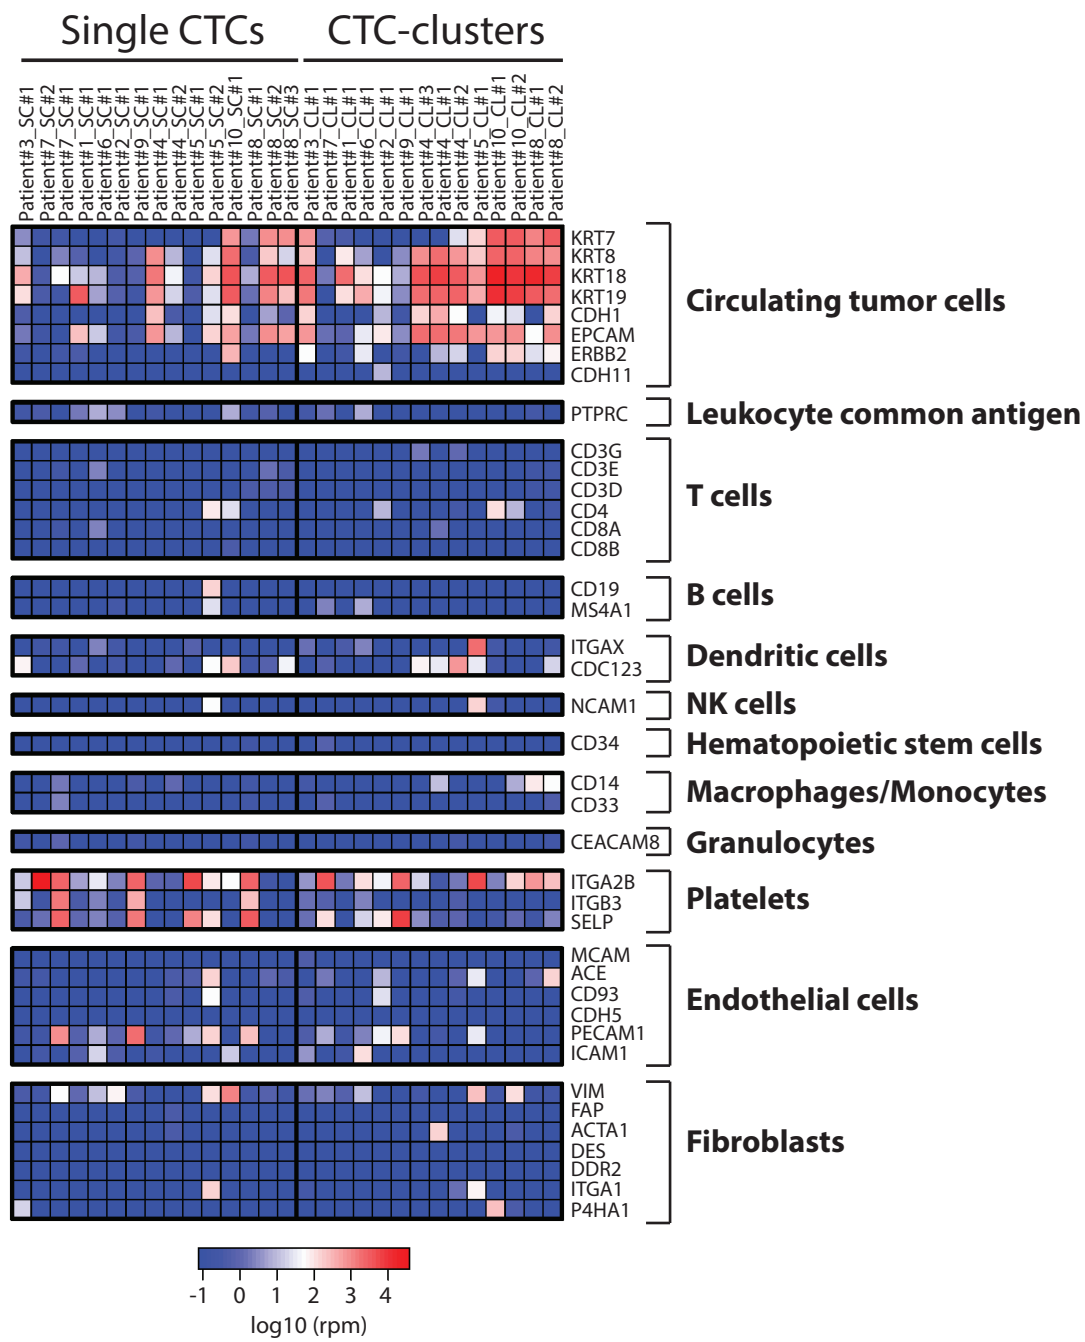 Single CTCs
CTC-clusters
Patient#3_SC#1
Patient#7_SC#2
Patient#7_SC#1
Patient#1_SC#1
Patient#6_SC#1
Patient#2_SC#1
Patient#9_SC#1
Patient#4_SC#1
Patient#4_SC#2
Patient#5_SC#1
Patient#5_SC#2
Patient#10_SC#1
Patient#8_SC#1
Patient#8_SC#2
Patient#8_SC#3
Patient#3_CL#1
Patient#7_CL#1
Patient#1_CL#1
Patient#6_CL#1
Patient#2_CL#1
Patient#9_CL#1
Patient#4_CL#3
Patient#4_CL#1
Patient#4_CL#2
Patient#5_CL#1
Patient#10_CL#1
Patient#10_CL#2
Patient#8_CL#1
Patient#8_CL#2
KRT7
KRT8
KRT18
KRT19
CDH1
EPCAM
ERBB2
CDH11
Circulating tumor cells
PTPRC
Leukocyte common antigen
CD3G
CD3E
CD3D
CD4
CD8A
CD8B
T cells
CD19
MS4A1
B cells
ITGAX
CDC123
Dendritic cells
NCAM1
NK cells
CD34
Hematopoietic stem cells
CD14
CD33
Macrophages/Monocytes
CEACAM8
Granulocytes
ITGA2B
ITGB3
SELP
Platelets
MCAM
ACE
CD93
CDH5
PECAM1
ICAM1
Endothelial cells
VIM
FAP
ACTA1
DES
DDR2
ITGA1
P4HA1
Fibroblasts
-1 0 1 2 3 4
log10 (rpm)